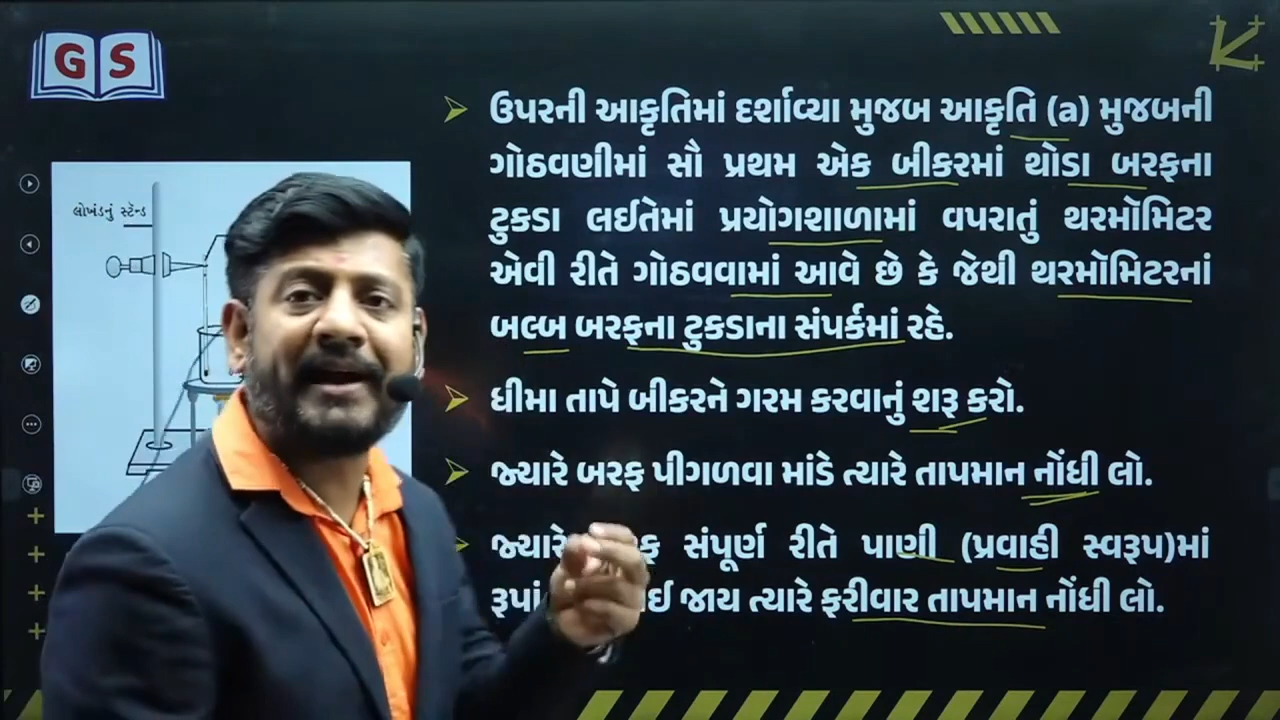 GS
લોખંડનું સ્ટેન્ડ
ઉપરની આકૃતિમાં દર્શાવ્યા મુજબ આકૃતિ (a) મુજબની
ગોઠવણીમાં સૌ પ્રથમ એક બીકરમાં થોડા બરફના
ટુકડા લઈતેમાં પ્રયોગશાળામાં વપરાતું થરમૉમિટર
એવી રીતે ગોઠવવામાં આવે છે કે જેથી થરમૉમિટરનાં
બલ્બ બરફના ટુકડાના સંપર્કમાં રહે.
ધીમા તાપે બીકરને ગરમ કરવાનું શરૂ કરો.
જ્યારે બરફ પીગળવા માંડે ત્યારે તાપમાન નોંધી લો.
જ્યારે સંપૂર્ણ રીતે પાણી (પ્રવાહી સ્વરૂપ)માં
જાય ત્યારે ફરીવાર તાપમાન નોંધી લો.